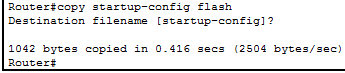 Router#copy startup-config flash
Destination filename [startup-config]?
1042 bytes copied in 0.416 secs (2504 bytes/sec)
Router#